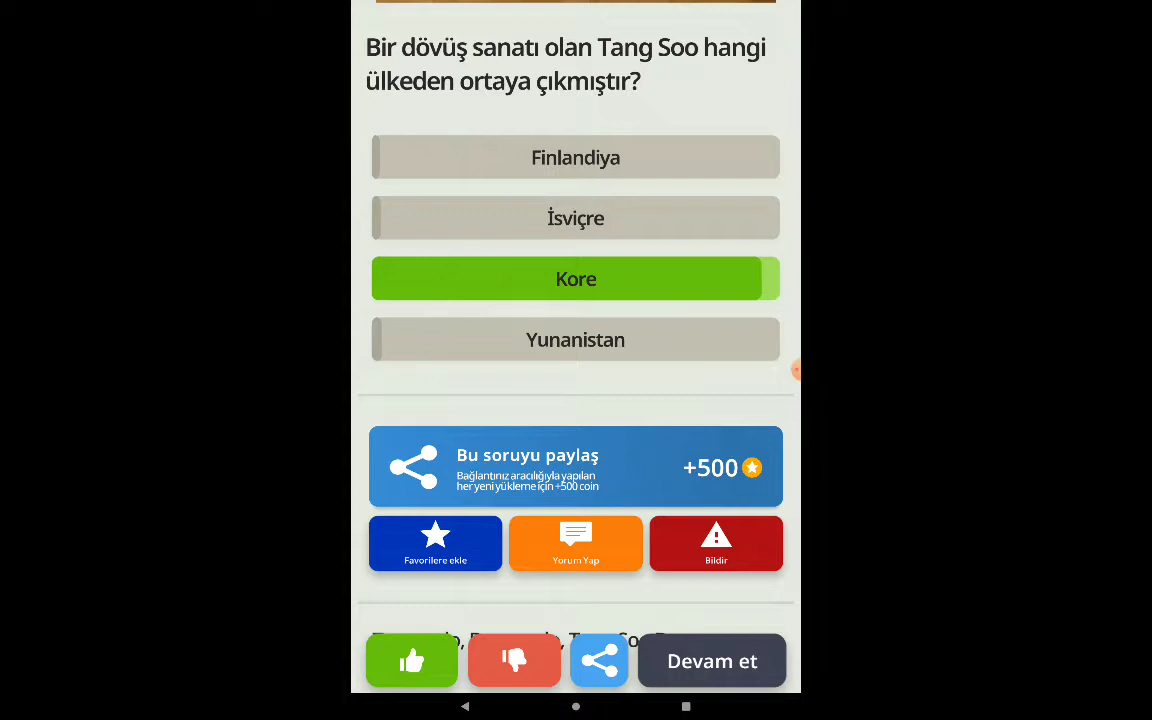 Bir dövüş sanatı olan Tang Soo hangi
ülkeden ortaya çıkmıştır?
Finlandiya
İsviçre
Kore
Yunanistan
Bu soruyu paylaş
Bağlantınız aracılığıyla yapılan
her yeni yükleme için +500 coin
+500
Favorilere ekle
Yorum Yap
Bildir
Devam et